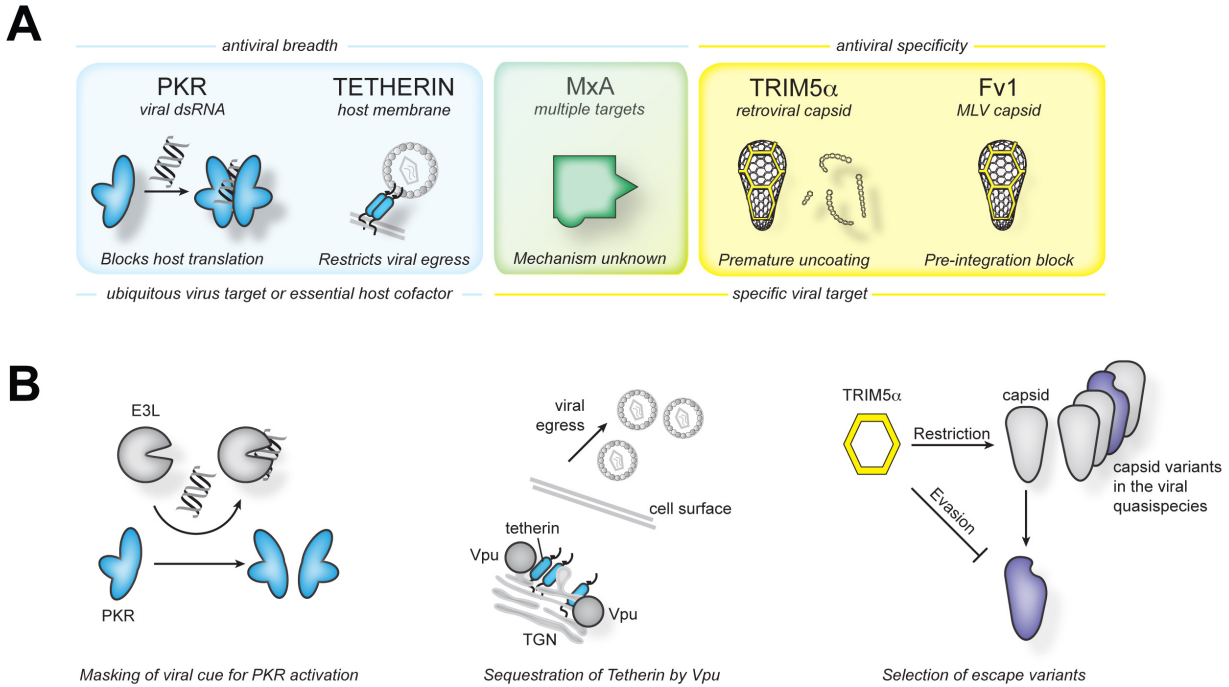 A
antiviral breadth
antiviral specificity
PKR
viral dsRNA
TETHERIN
host membrane
MxA
multiple targets
TRIM5α
retroviral capsid
Fv1
MLV capsid
Blocks host translation
Restricts viral egress
Mechanism unknown
Premature uncoating
Pre-integration block
ubiquitous virus target or essential host cofactor
specific viral target
B
E3L
PKR
Masking of viral cue for PKR activation
viral
egress
cell surface
tetherin
Vpu
Vpu
TGN
Sequestration of Tetherin by Vpu
TRIM5α
Restriction
capsid
capsid variants
in the viral
quasispecies
Evasion
Selection of escape variants